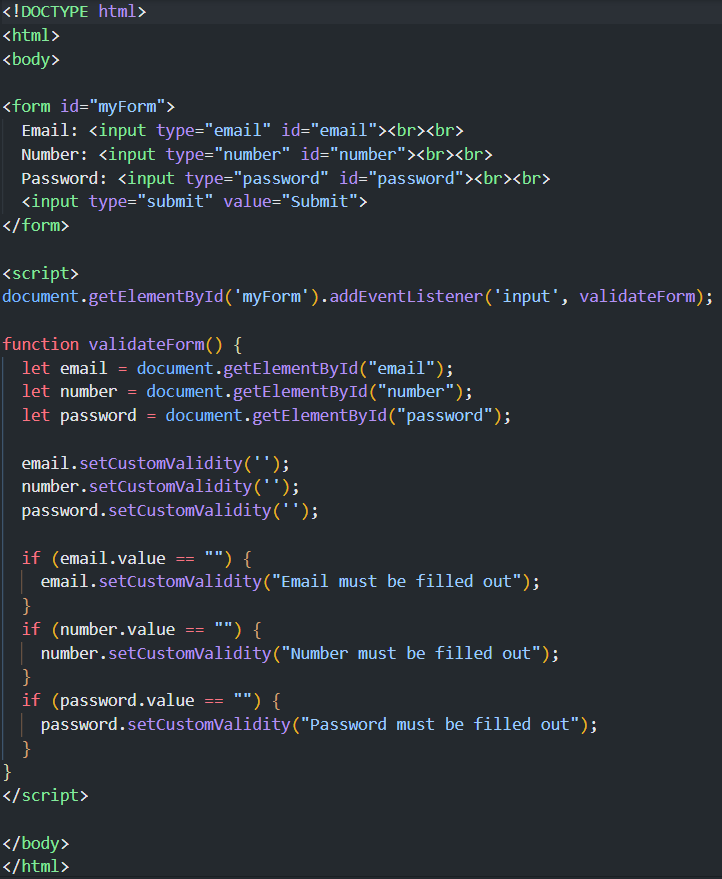 <!DOCTYPE html>
<html>
<body>

<form id="myForm">
  Email: <input type="email" id="email"><br><br>
  Number: <input type="number" id="number"><br><br>
  Password: <input type="password" id="password"><br><br>
  <input type="submit" value="Submit">
</form>

<script>
document.getElementById('myForm').addEventListener('input', validateForm);

function validateForm() {
  let email = document.getElementById("email");
  let number = document.getElementById("number");
  let password = document.getElementById("password");

  email.setCustomValidity('');
  number.setCustomValidity('');
  password.setCustomValidity('');

  if (email.value == "") {
    email.setCustomValidity("Email must be filled out");
  }
  if (number.value == "") {
    number.setCustomValidity("Number must be filled out");
  }
  if (password.value == "") {
    password.setCustomValidity("Password must be filled out");
  }
}
</script>

</body>
</html>